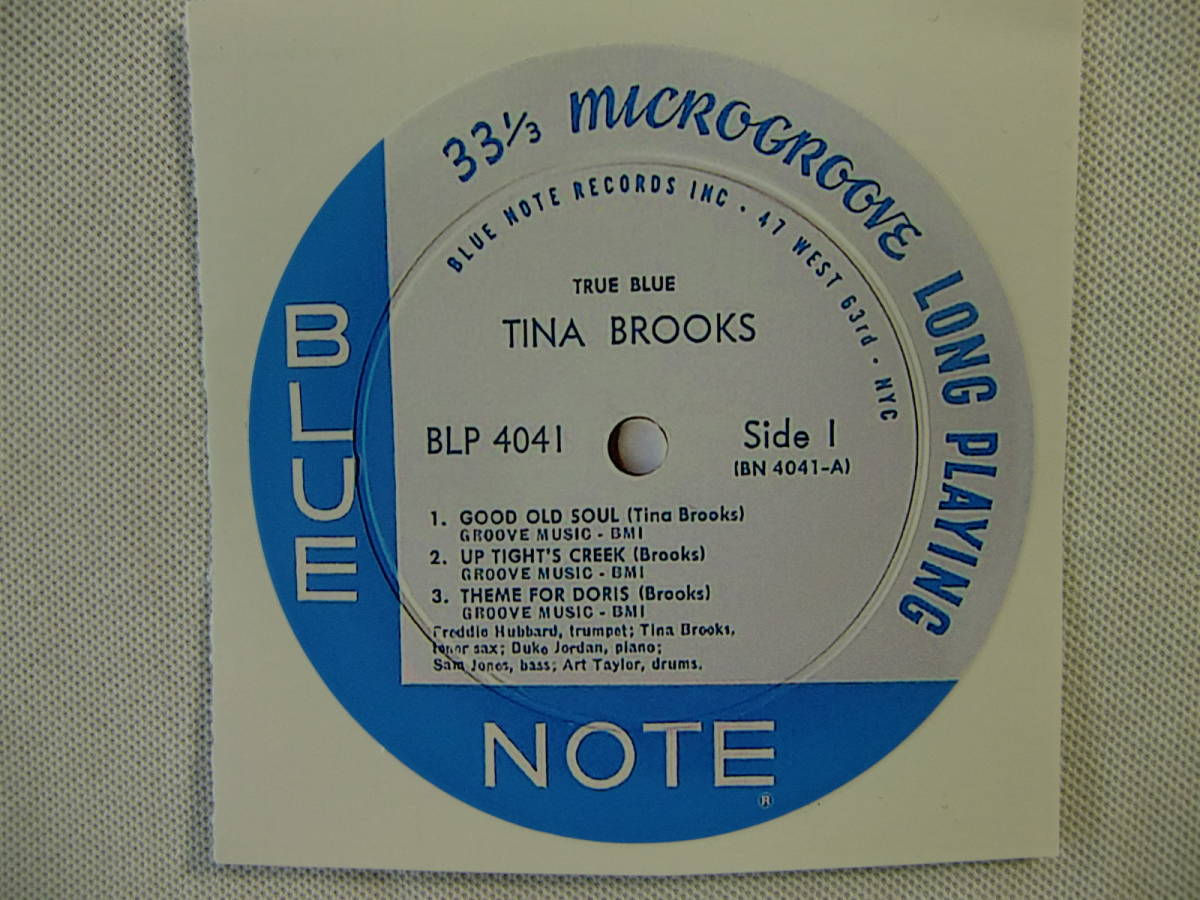 33⅓ MICROGROOVE LONG PLAYING
BLUE NOTE RECORDS INC · 47 WEST 63rd · NYC
TRUE BLUE
TINA BROOKS
BLP 4041
Side 1
(BN 4041-A)
1. GOOD OLD SOUL (Tina Brooks)
GROOVE MUSIC - BMI
2. UP TIGHT'S CREEK (Brooks)
GROOVE MUSIC - BMI
3. THEME FOR DORIS (Brooks)
GROOVE MUSIC - BMI
Freddie Hubbard, trumpet; Tina Brooks,
tenor sax; Duke Jordan, piano;
Sam Jones, bass; Art Taylor, drums.
BLUE
NOTE
®